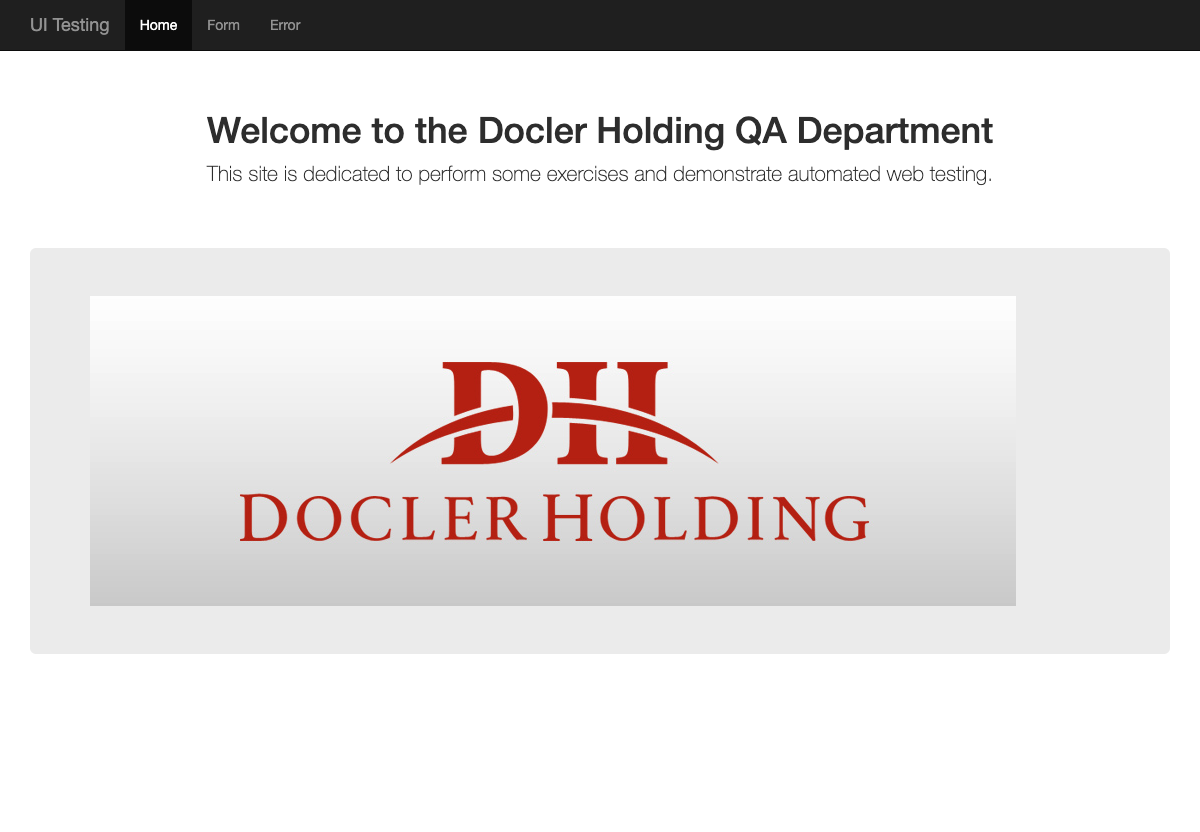 UI Testing Home Form Error
Welcome to the Docler Holding QA Department
This site is dedicated to perform some exercises and demonstrate automated web testing.
DH
DOCLER HOLDING